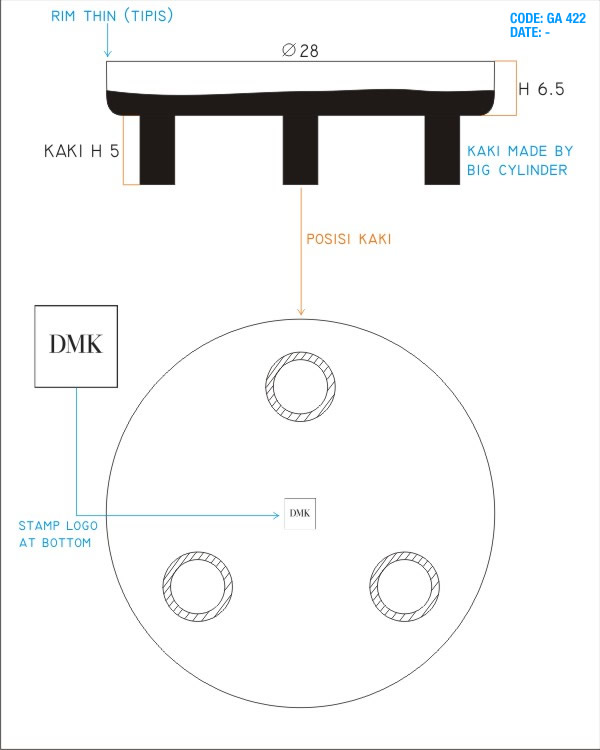 RIM THIN (TIPIS)
CODE: GA 422
DATE: -
Ø 28
H 6.5
KAKI H 5
KAKI MADE BY
BIG CYLINDER
POSISI KAKI
DMK
DMK
STAMP LOGO
AT BOTTOM